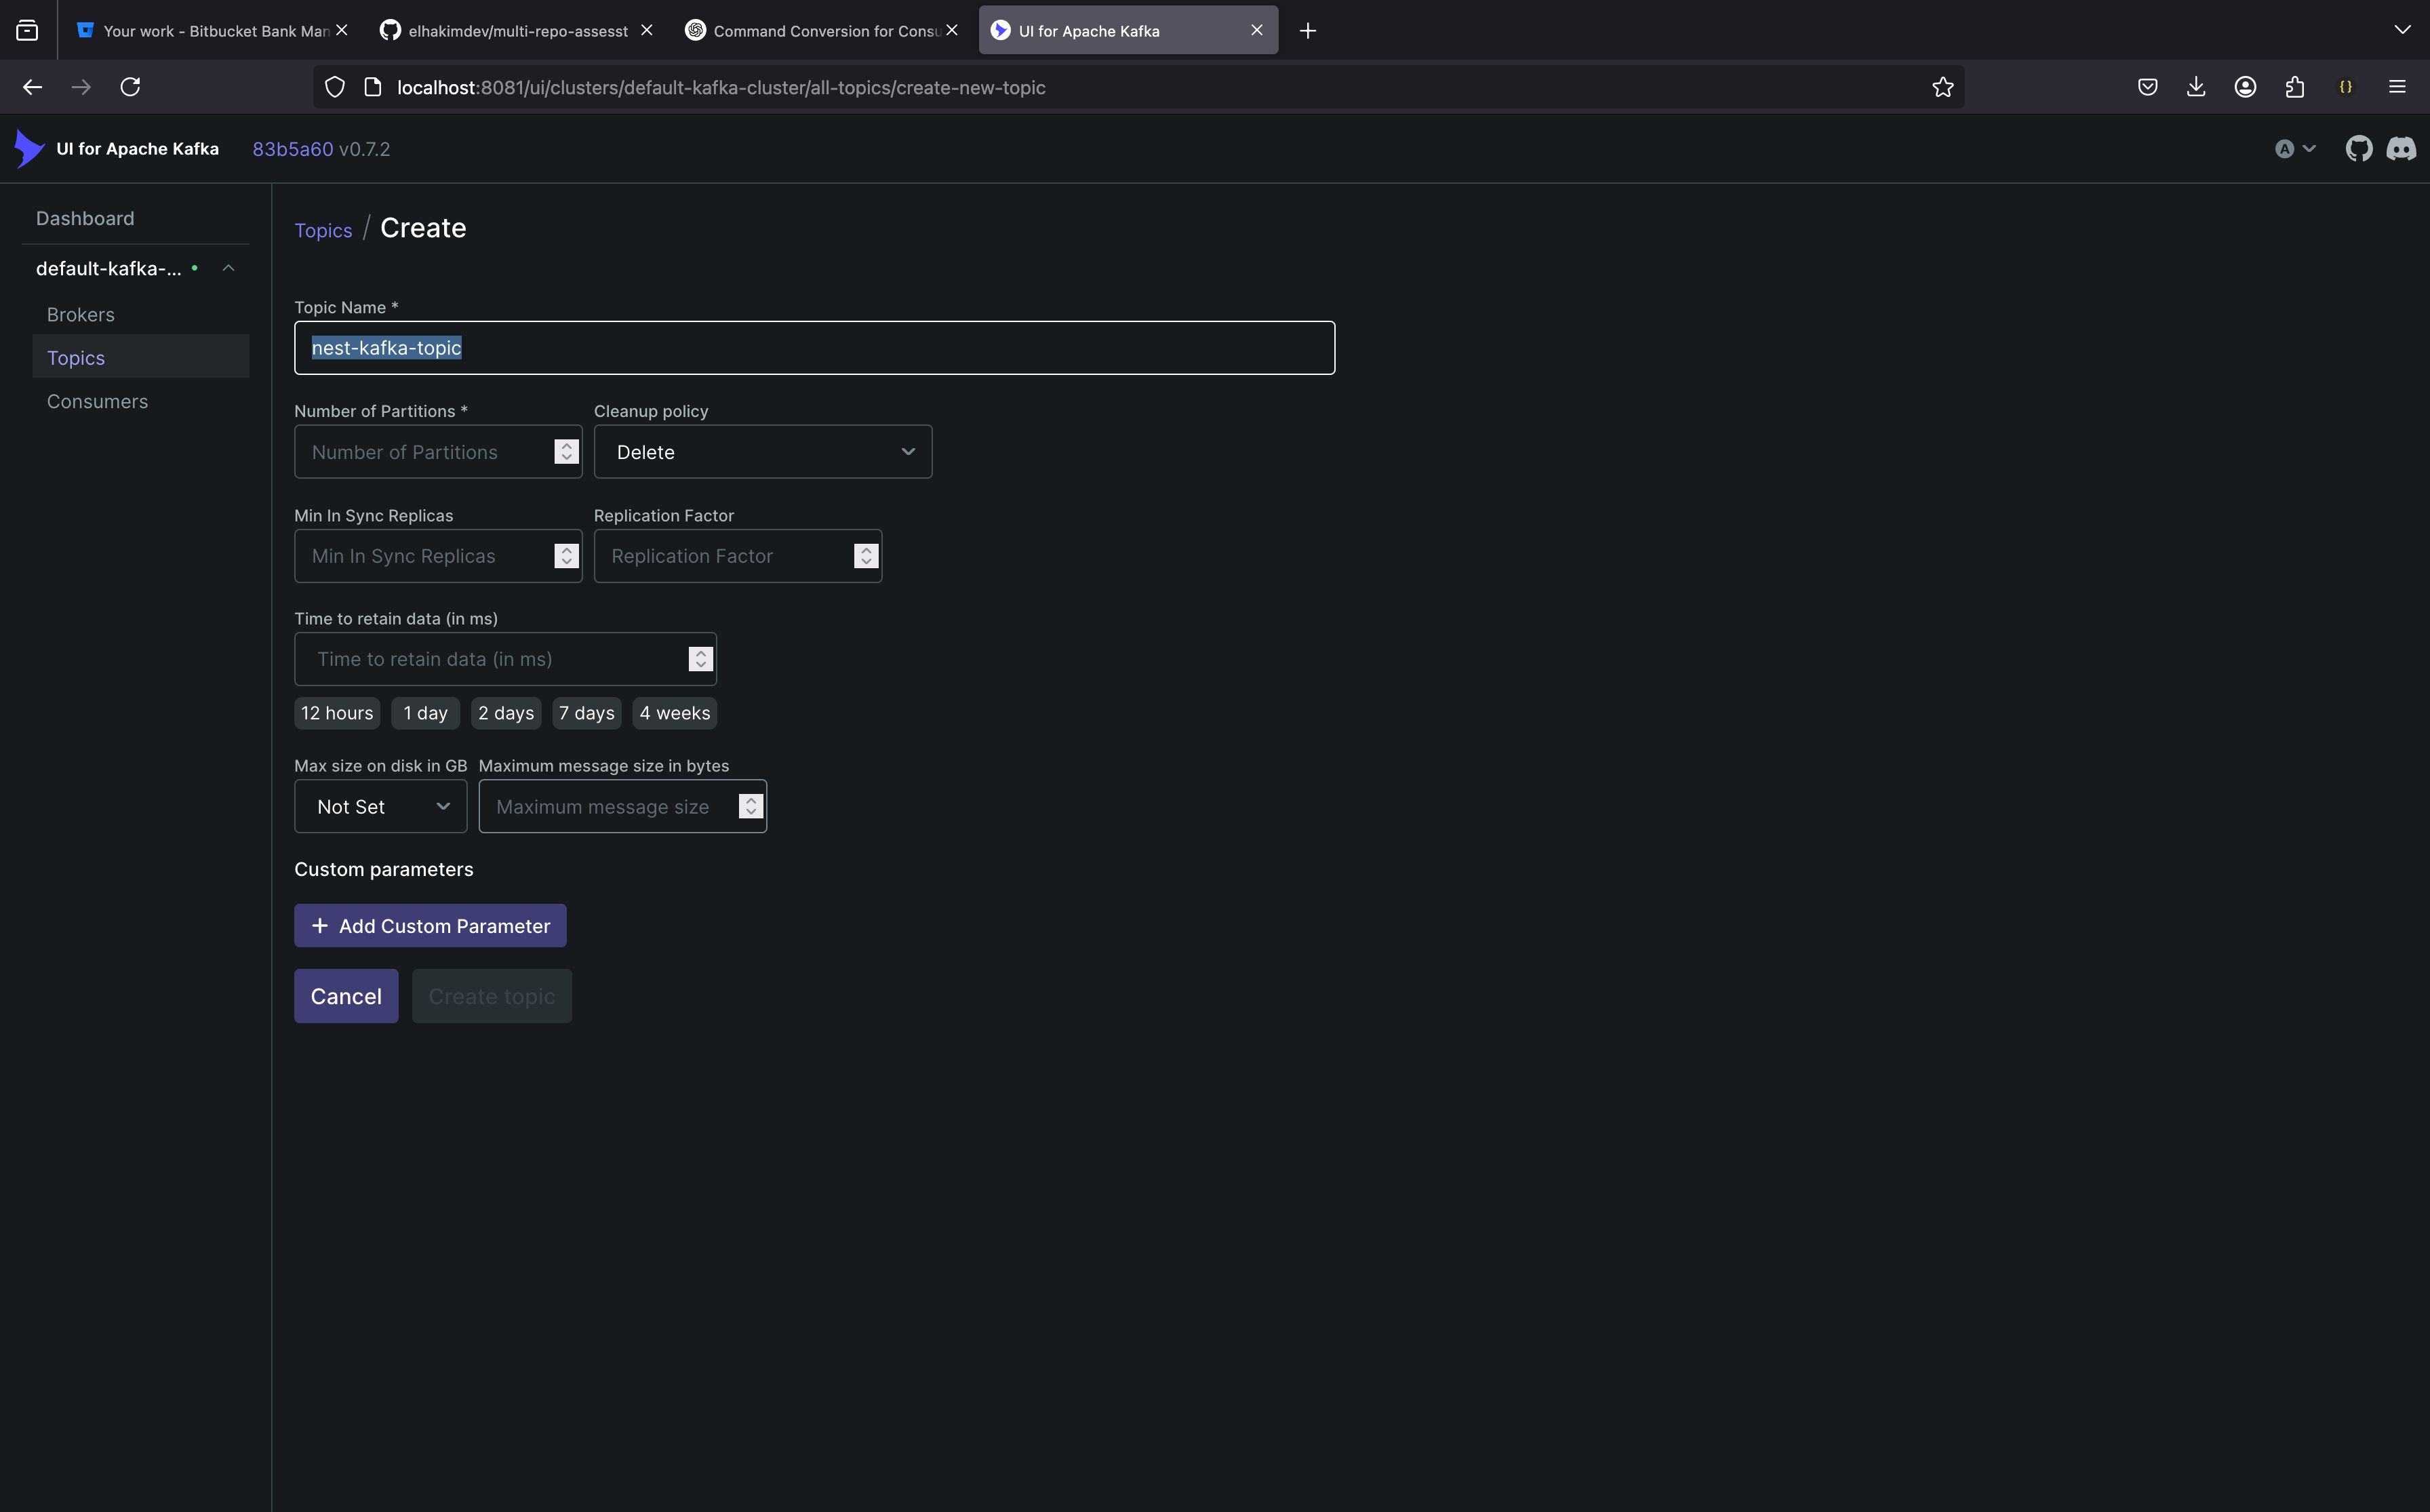 Your work - Bitbucket Bank Man
elhakimdev/multi-repo-assesst
Command Conversion for Consu
UI for Apache Kafka
localhost:8081/ui/clusters/default-kafka-cluster/all-topics/create-new-topic
{}
UI for Apache Kafka 83b5a60 v0.7.2
A
Dashboard
default-kafka-...
Brokers
Topics
Consumers
Topics / Create
Topic Name *
nest-kafka-topic
Number of Partitions * Cleanup policy
Number of Partitions Delete
Min In Sync Replicas Replication Factor
Min In Sync Replicas Replication Factor
Time to retain data (in ms)
Time to retain data (in ms)
12 hours 1 day 2 days 7 days 4 weeks
Max size on disk in GB Maximum message size in bytes
Not Set Maximum message size
Custom parameters
+ Add Custom Parameter
Cancel Create topic